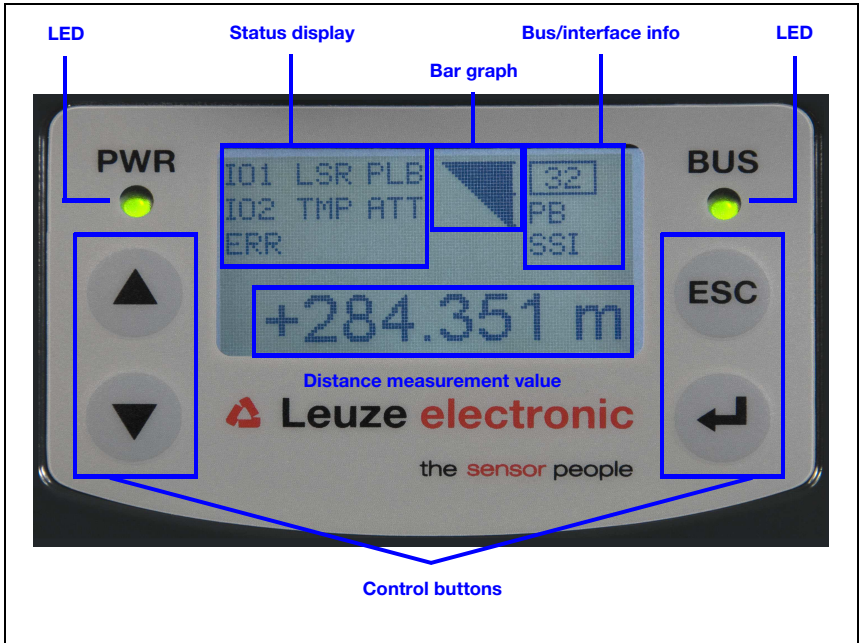 LED
Status display
Bus/interface info
LED
Bar graph
PWR
BUS
IO1 LSR PLB
32
IO2 TMP ATT
PB
ERR
SSI
ESC
+284.351 m
Distance measurement value
Leuze electronic
the sensor people
Control buttons